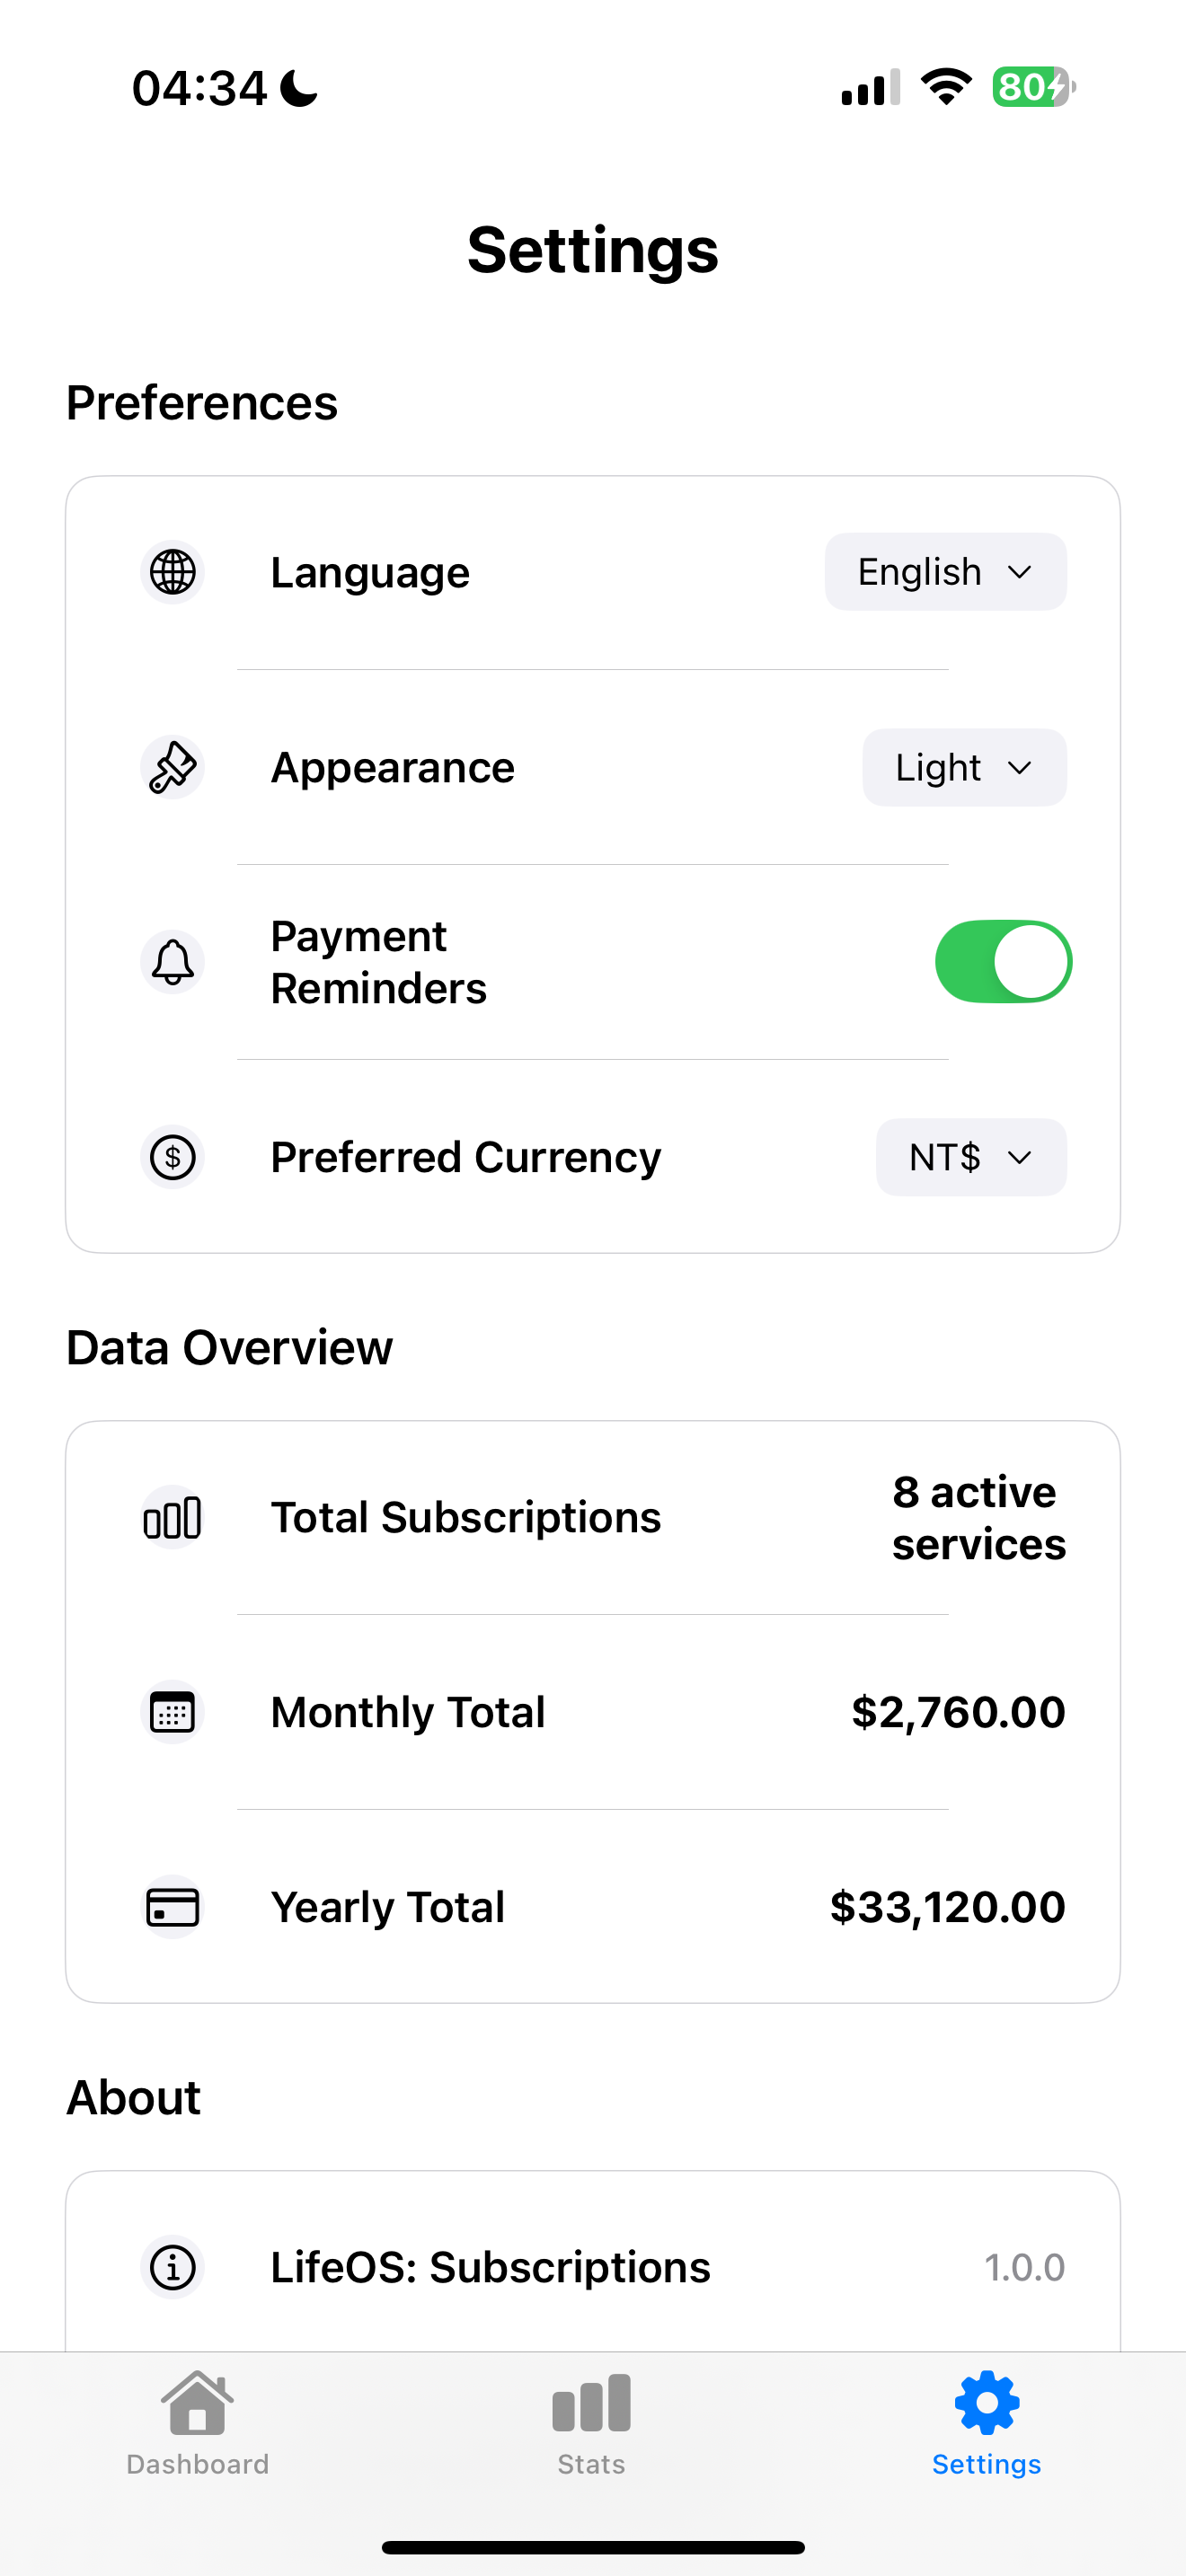 04:34
80
Settings
Preferences
Language
English
Appearance
Light
Payment
Reminders
Preferred Currency
NT$
Data Overview
Total Subscriptions
8 active
services
Monthly Total
$2,760.00
Yearly Total
$33,120.00
About
LifeOS: Subscriptions
1.0.0
Dashboard
Stats
Settings